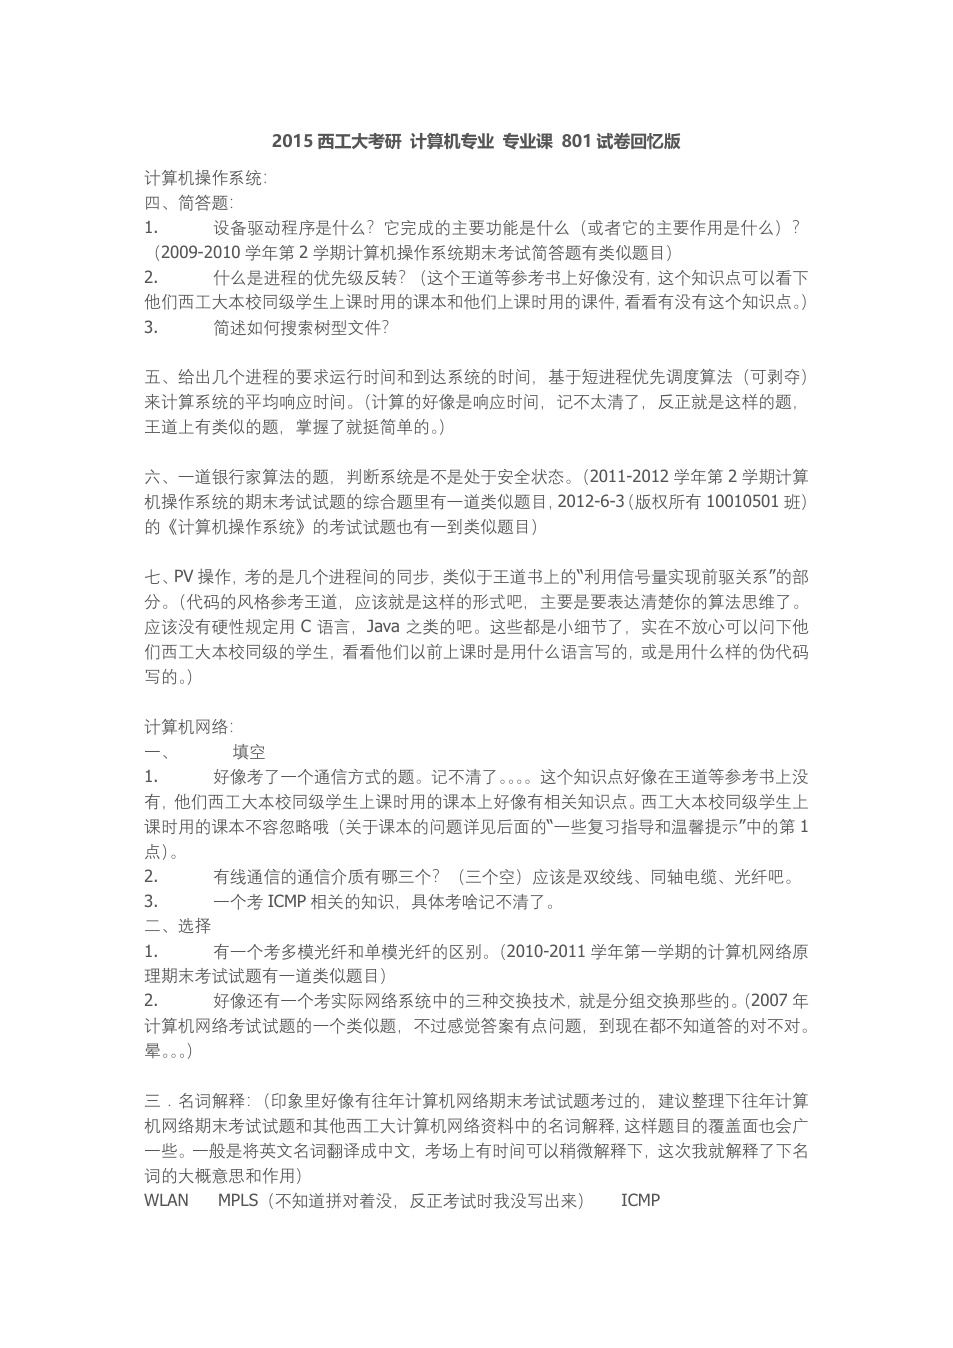 2015 西工大考研 计算机专业 专业课 801 试卷回忆版
计算机操作系统：
四、简答题：
1. 设备驱动程序是什么？它完成的主要功能是什么（或者它的主要作用是什么）？
（2009-2010 学年第 2 学期计算机操作系统期末考试简答题有类似题目）
2. 什么是进程的优先级反转？（这个王道等参考书上好像没有，这个知识点可以看下
他们西工大本校同级学生上课时用的课本和他们上课时用的课件，看看有没有这个知识点。）
3. 简述如何搜索树型文件？
五、给出几个进程的要求运行时间和到达系统的时间，基于短进程优先调度算法（可剥夺）
来计算系统的平均响应时间。（计算的好像是响应时间，记不太清了，反正就是这样的题，
王道上有类似的题，掌握了就挺简单的。）
六、一道银行家算法的题，判断系统是不是处于安全状态。（2011-2012 学年第 2 学期计算
机操作系统的期末考试试题的综合题里有一道类似题目，2012-6-3（版权所有 10010501 班）
的《计算机操作系统》的考试试题也有一到类似题目）
七、PV 操作，考的是几个进程间的同步，类似于王道书上的“利用信号量实现前驱关系”的部
分。（代码的风格参考王道，应该就是这样的形式吧，主要是要表达清楚你的算法思维了。
应该没有硬性规定用 C 语言，Java 之类的吧。这些都是小细节了，实在不放心可以问下他
们西工大本校同级的学生，看看他们以前上课时是用什么语言写的，或是用什么样的伪代码
写的。）
计算机网络：
一、 填空
1. 好像考了一个通信方式的题。记不清了。。。。这个知识点好像在王道等参考书上没
有，他们西工大本校同级学生上课时用的课本上好像有相关知识点。西工大本校同级学生上
课时用的课本不容忽略哦（关于课本的问题详见后面的“一些复习指导和温馨提示”中的第 1
点）。
2. 有线通信的通信介质有哪三个？（三个空）应该是双绞线、同轴电缆、光纤吧。
3. 一个考 ICMP 相关的知识，具体考啥记不清了。
二、选择
1. 有一个考多模光纤和单模光纤的区别。（2010-2011 学年第一学期的计算机网络原
理期末考试试题有一道类似题目）
2. 好像还有一个考实际网络系统中的三种交换技术，就是分组交换那些的。（2007 年
计算机网络考试试题的一个类似题，不过感觉答案有点问题，到现在都不知道答的对不对。
晕。。。）
三．名词解释：（印象里好像有往年计算机网络期末考试试题考过的，建议整理下往年计算
机网络期末考试试题和其他西工大计算机网络资料中的名词解释，这样题目的覆盖面也会广
一些。一般是将英文名词翻译成中文，考场上有时间可以稍微解释下，这次我就解释了下名
词的大概意思和作用）
WLAN MPLS（不知道拼对着没，反正考试时我没写出来） ICMP